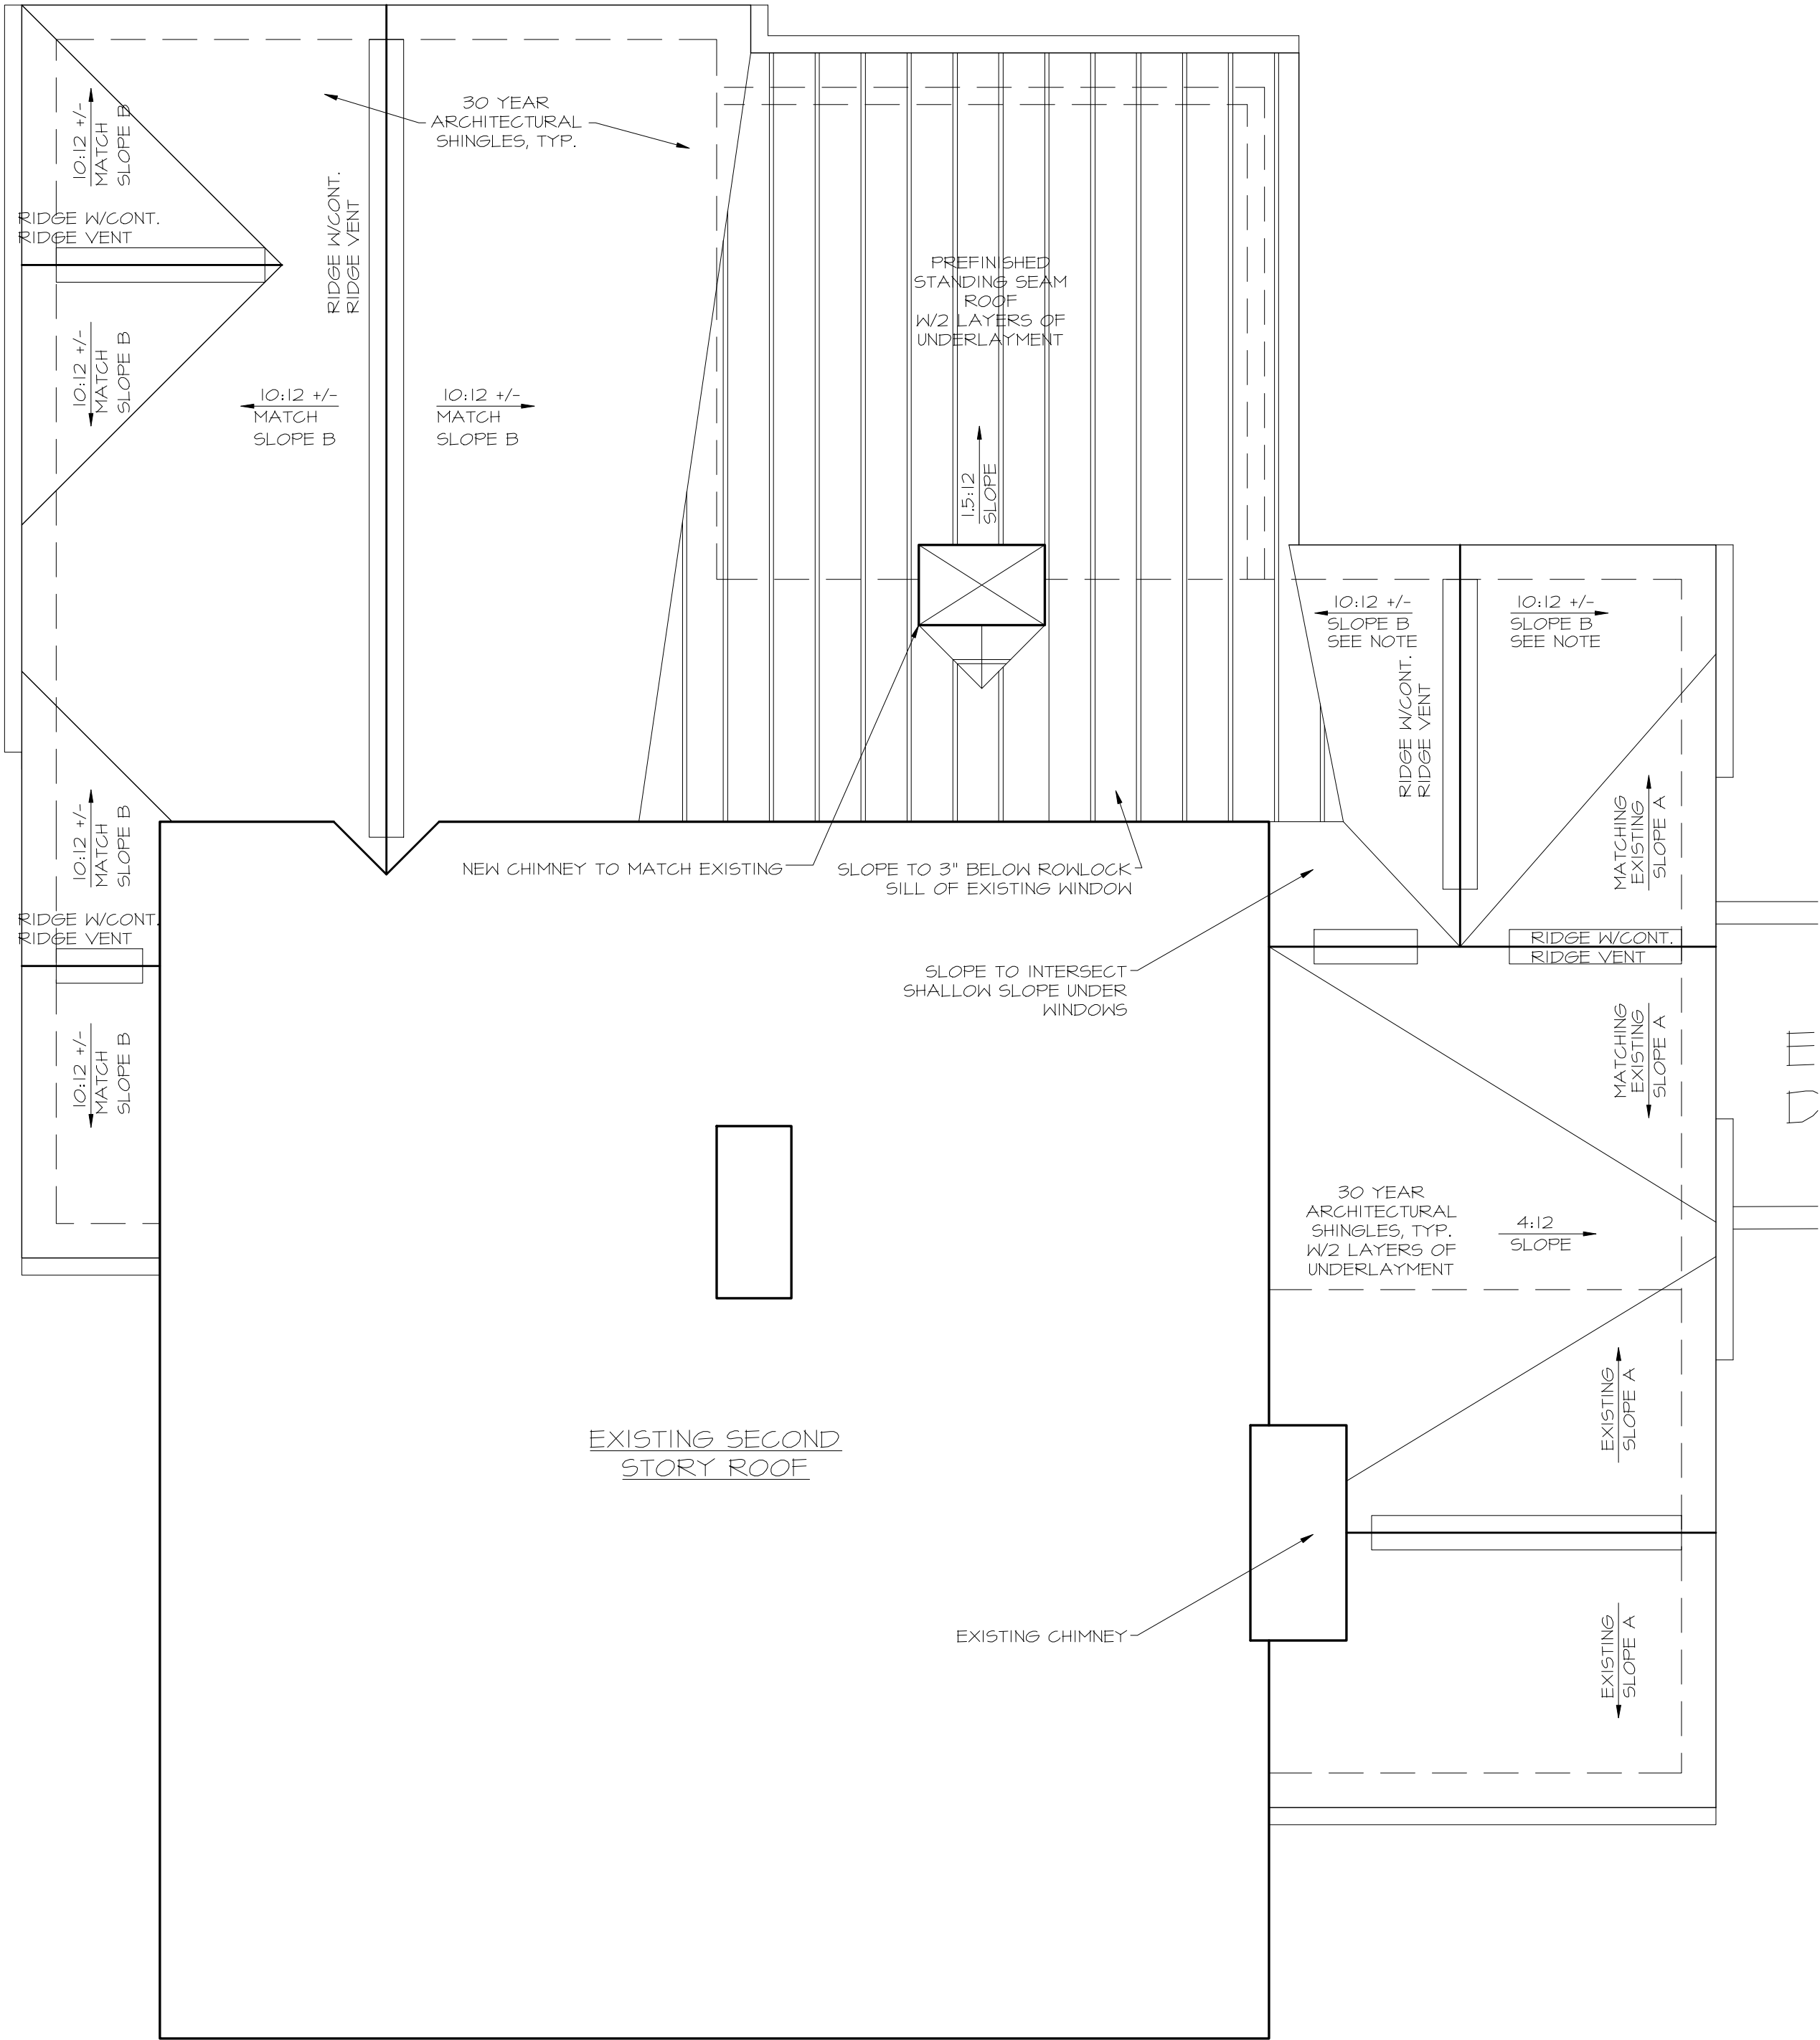 30 YEAR
ARCHITECTURAL
SHINGLES, TYP.
10:12 +/-
MATCH
SLOPE B
RIDGE W/CONT.
RIDGE VENT
RIDGE W/CONT.
RIDGE VENT
10:12 +/-
MATCH
SLOPE B
10:12 +/-
MATCH
SLOPE B
10:12 +/-
MATCH
SLOPE B
PREFINISHED
STANDING SEAM
ROOF
W/2 LAYERS OF
UNDERLAYMENT
1.5:12
SLOPE
10:12 +/-
SLOPE B
SEE NOTE
10:12 +/-
SLOPE B
SEE NOTE
RIDGE W/CONT.
RIDGE VENT
10:12 +/-
MATCH
SLOPE B
MATCHING
EXISTING
SLOPE A
NEW CHIMNEY TO MATCH EXISTING
SLOPE TO 3" BELOW ROWLOCK
SILL OF EXISTING WINDOW
RIDGE W/CONT.
RIDGE VENT
RIDGE W/CONT.
RIDGE VENT
SLOPE TO INTERSECT
SHALLOW SLOPE UNDER
WINDOWS
10:12 +/-
MATCH
SLOPE B
MATCHING
EXISTING
SLOPE A
30 YEAR
ARCHITECTURAL
SHINGLES, TYP.
W/2 LAYERS OF
UNDERLAYMENT
4:12
SLOPE
EXISTING
SLOPE A
EXISTING SECOND
STORY ROOF
EXISTING CHIMNEY
EXISTING
SLOPE A